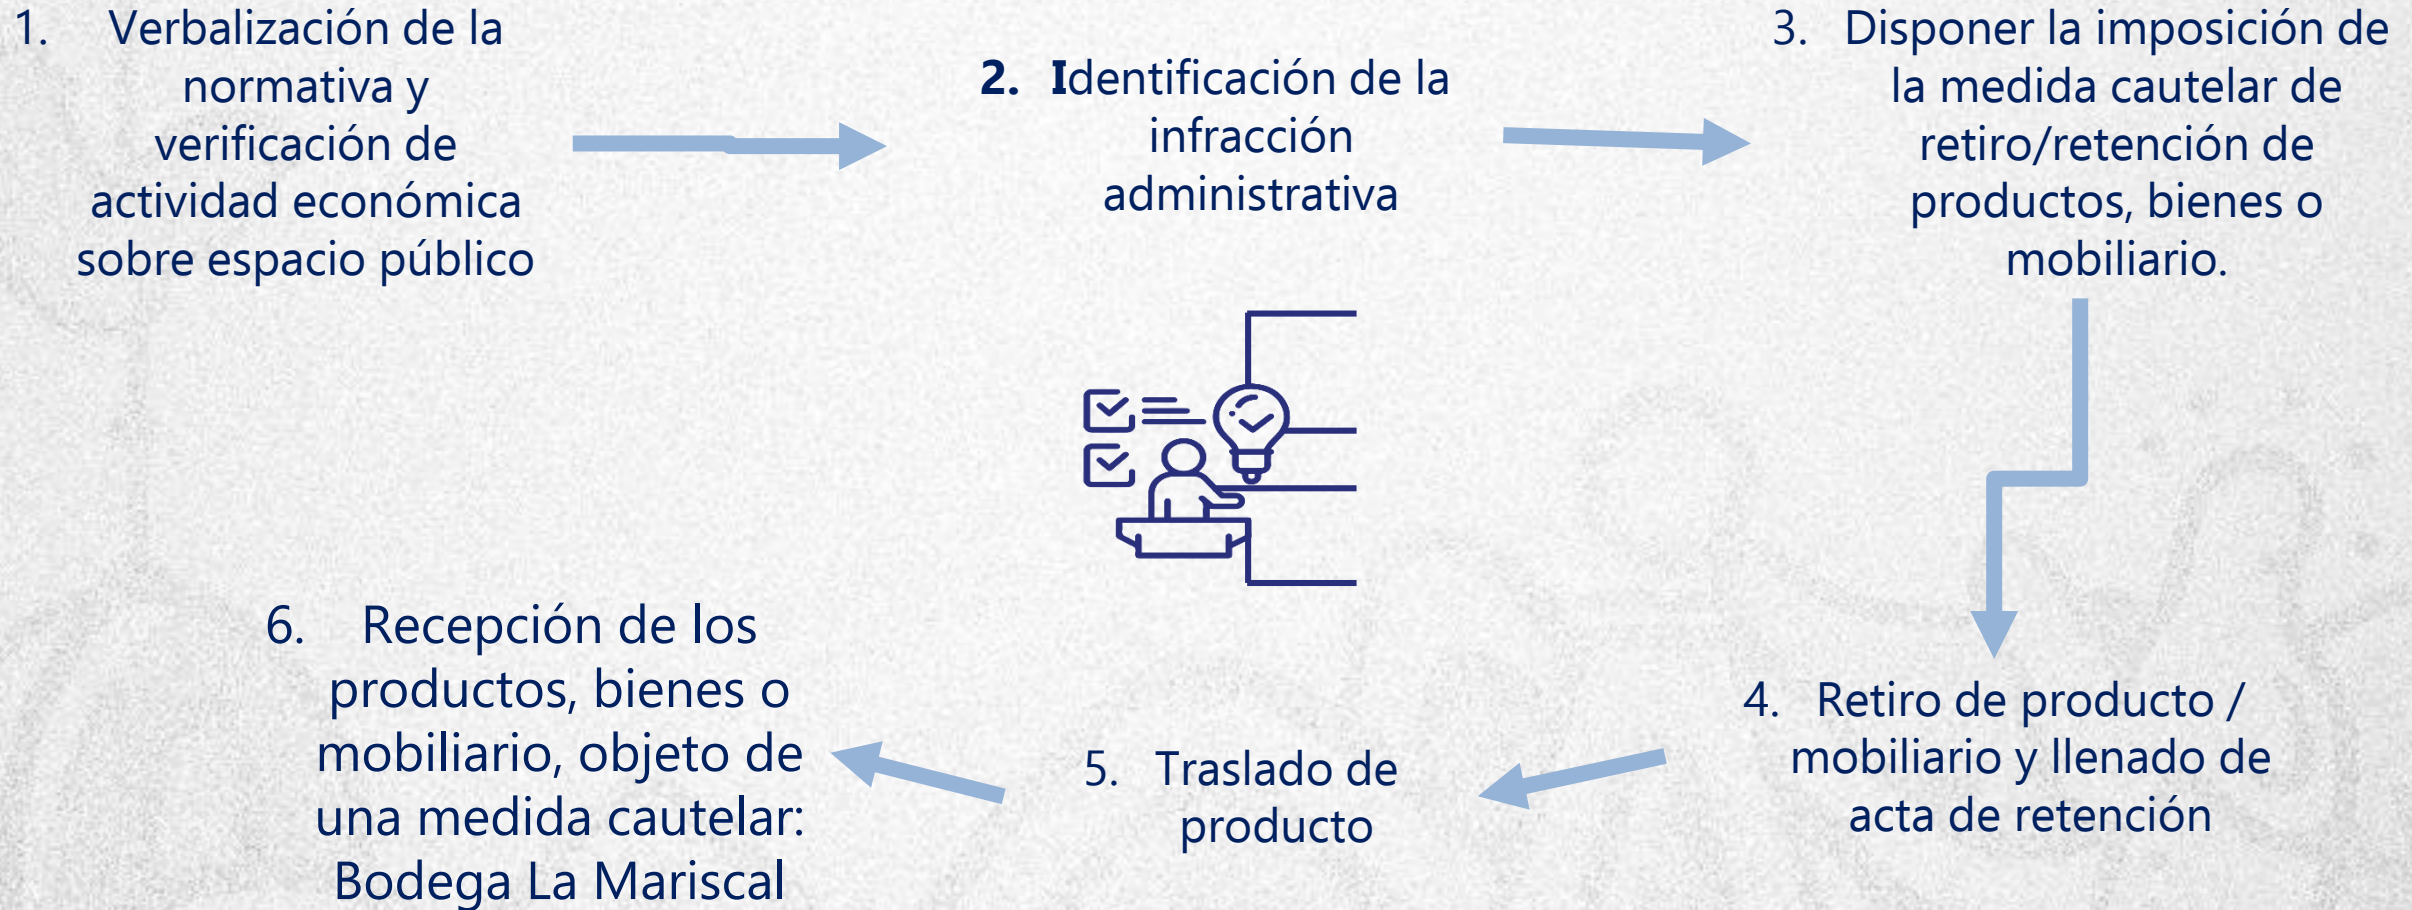 1. Verbalización de la
normativa y
verificación de
actividad económica
sobre espacio público
2. Identificación de la
infracción
administrativa
3. Disponer la imposición de
la medida cautelar de
retiro/retención de
productos, bienes o
mobiliario.
4. Retiro de producto /
mobiliario y llenado de
acta de retención
5. Traslado de
producto
6. Recepción de los
productos, bienes o
mobiliario, objeto de
una medida cautelar:
Bodega La Mariscal